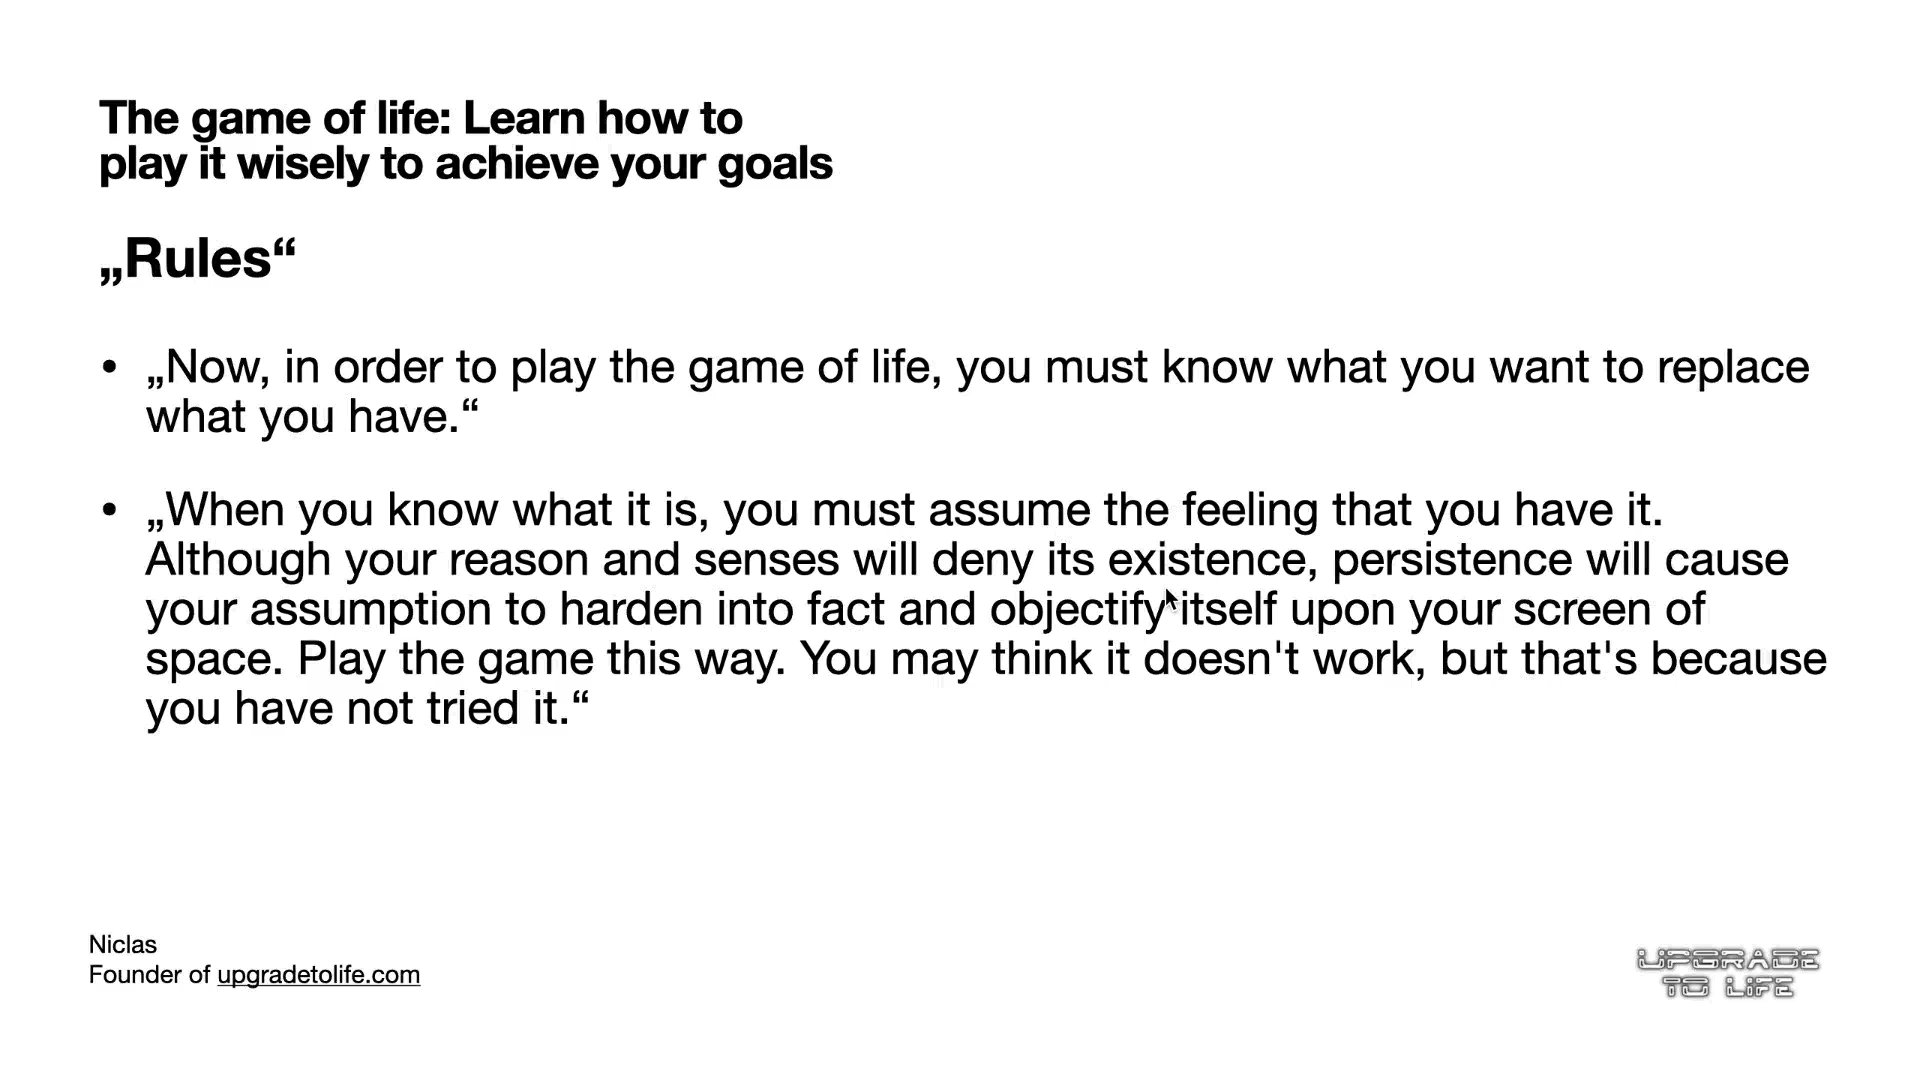 The game of life: Learn how to
play it wisely to achieve your goals
„Rules“
• „Now, in order to play the game of life, you must know what you want to replace
what you have.“
• „When you know what it is, you must assume the feeling that you have it.
Although your reason and senses will deny its existence, persistence will cause
your assumption to harden into fact and objectify itself upon your screen of
space. Play the game this way. You may think it doesn't work, but that's because
you have not tried it.“
Niclas
Founder of upgradetolife.com
UPGRADE
TO LIFE